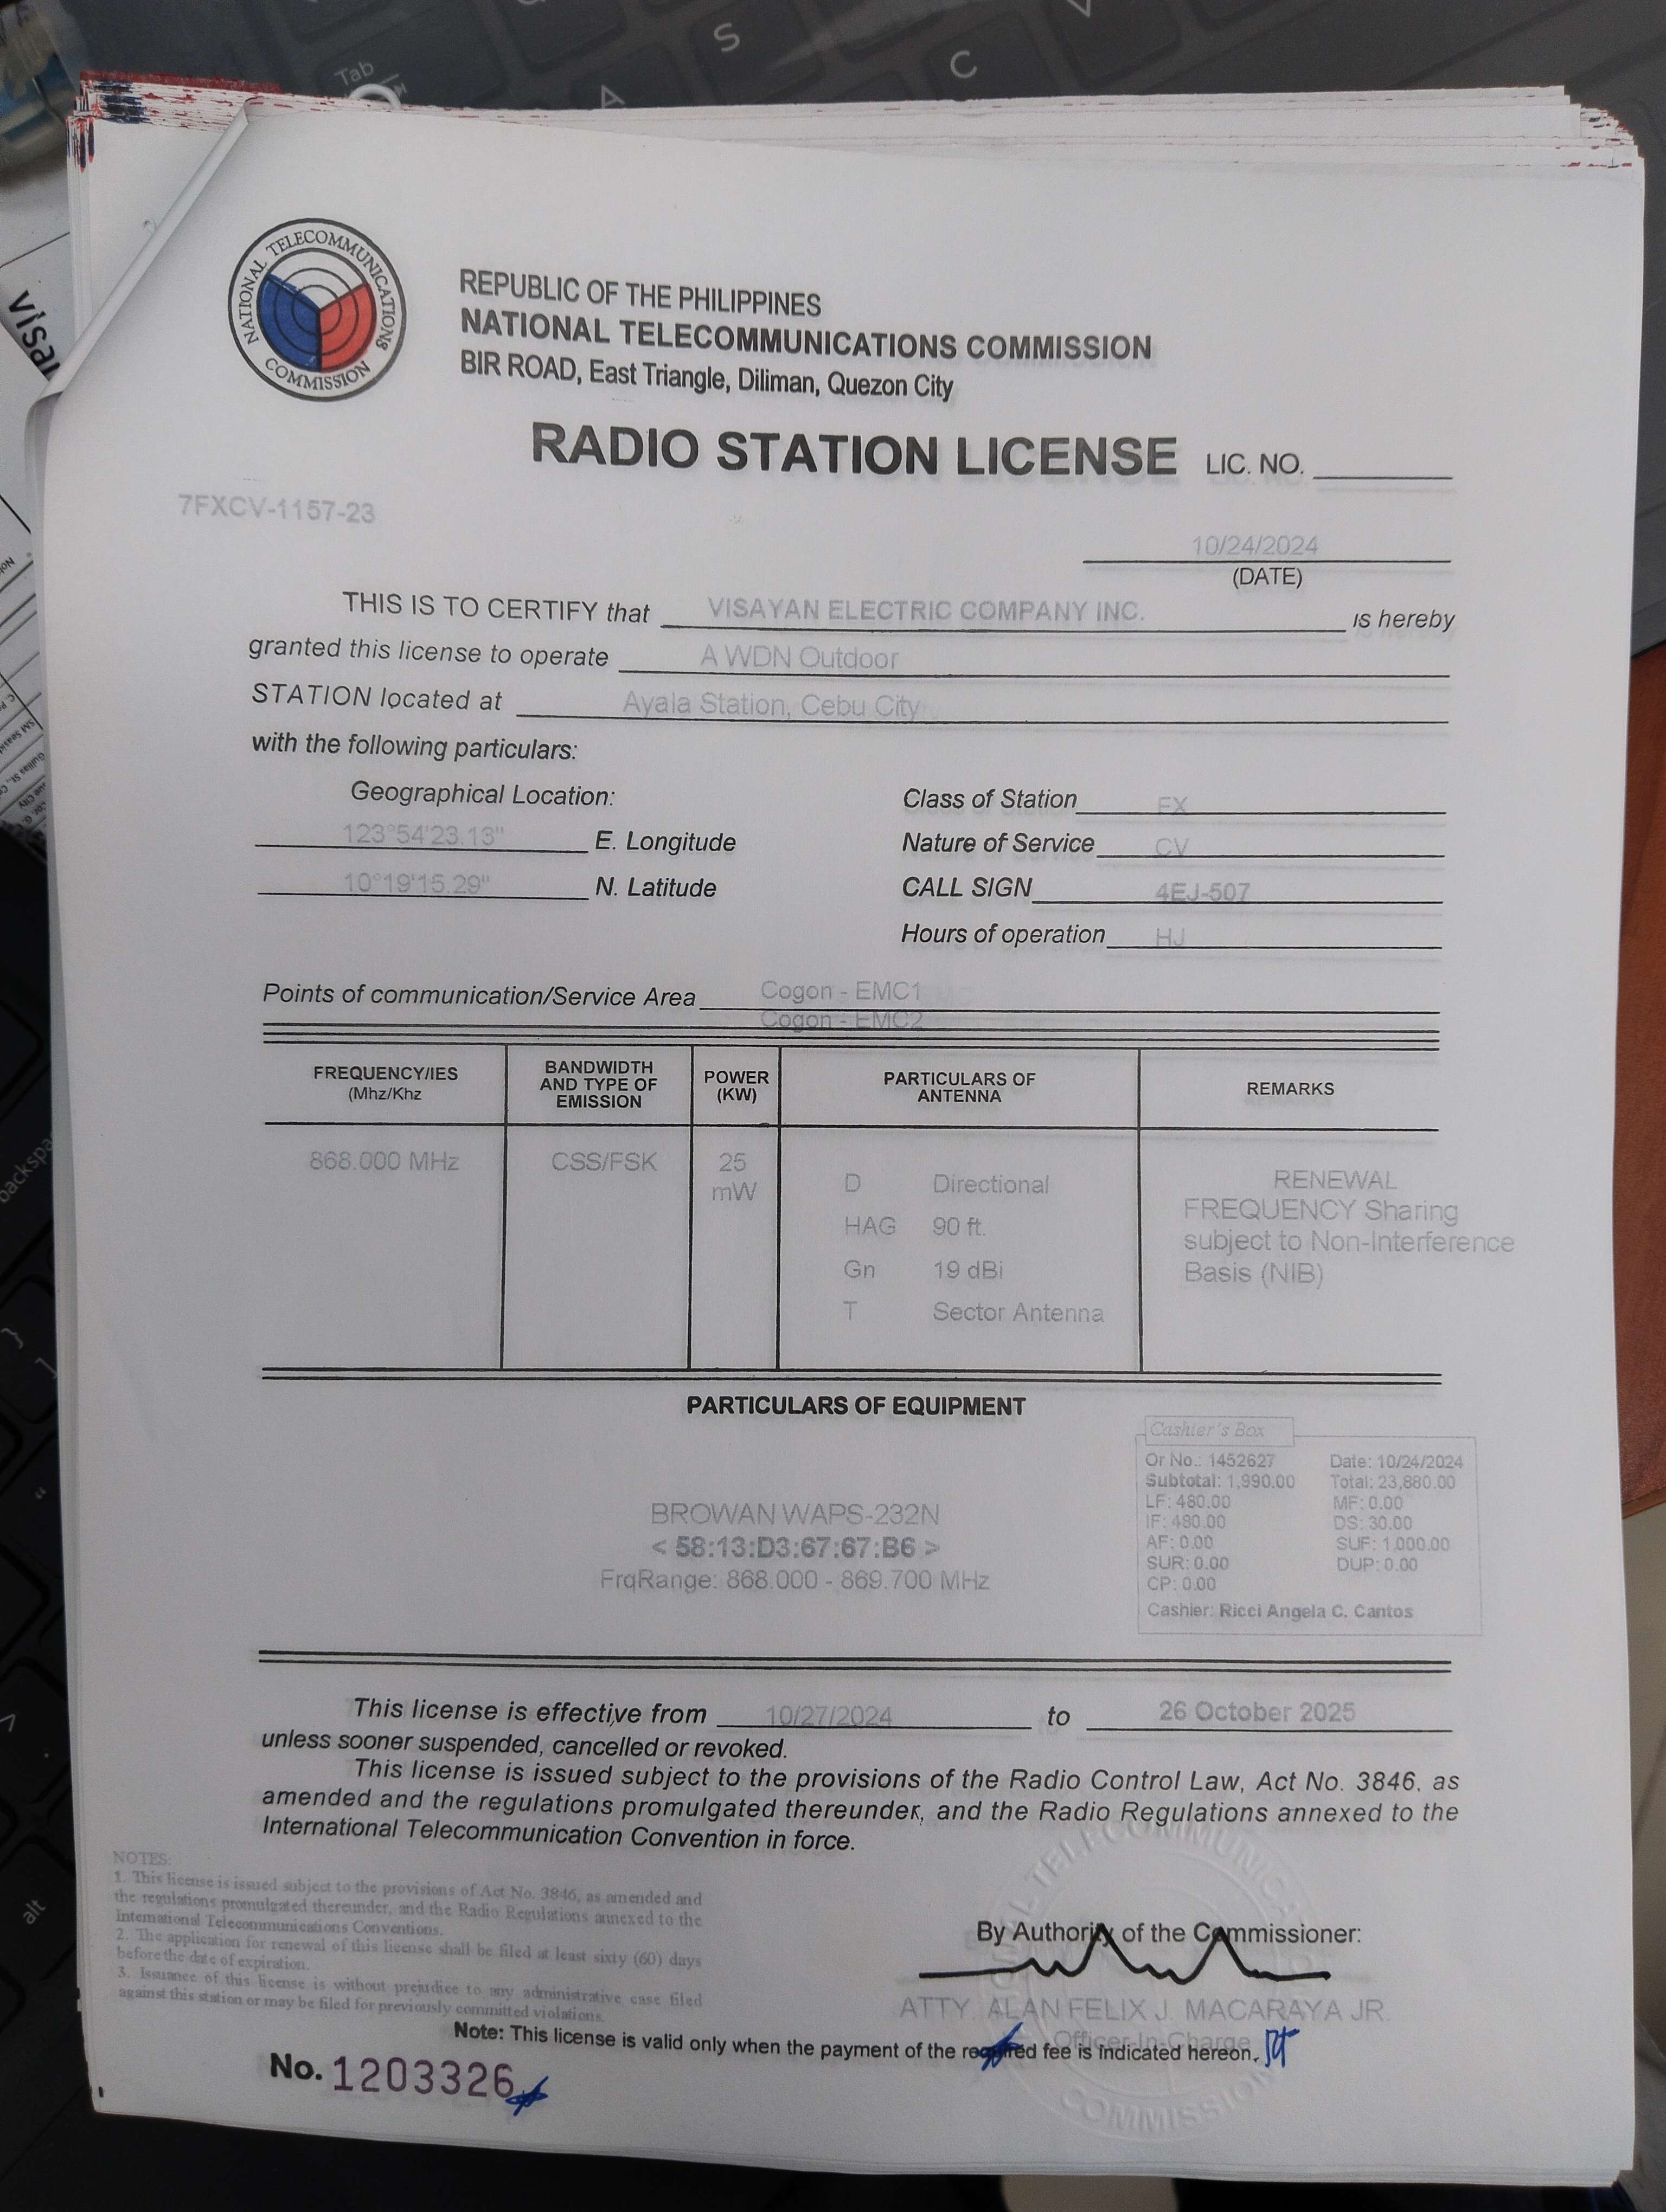 Tab
S
A
C
Visa
NATIONAL TELECOMMUNICATIONS COMMISSION
REPUBLIC OF THE PHILIPPINES
NATIONAL TELECOMMUNICATIONS COMMISSION
BIR ROAD, East Triangle, Diliman, Quezon City
RADIO STATION LICENSE LIC. NO.
7FXCV-1157-23
10/24/2024
(DATE)
THIS IS TO CERTIFY that VISAYAN ELECTRIC COMPANY INC. is hereby
granted this license to operate A WDN Outdoor
STATION located at Ayala Station, Cebu City
with the following particulars:
Geographical Location:
123°54'23.13" E. Longitude
10°19'15.29" N. Latitude
Class of Station FX
Nature of Service CV
CALL SIGN 4EJ-507
Hours of operation HJ
Points of communication/Service Area Cogon - EMC1
Cogon - EMC2
FREQUENCY/IES
(Mhz/Khz
BANDWIDTH
AND TYPE OF
EMISSION
POWER
(KW)
PARTICULARS OF
ANTENNA
REMARKS
868.000 MHz
CSS/FSK
25
mW
D Directional
HAG 90 ft.
Gn 19 dBi
T Sector Antenna
RENEWAL
FREQUENCY Sharing
subject to Non-Interference
Basis (NIB)
PARTICULARS OF EQUIPMENT
BROWAN WAPS-232N
< 58:13:D3:67:67:B6 >
FrqRange: 868.000 - 869.700 MHz
Cashier's Box
Or No.: 1452627 Date: 10/24/2024
Subtotal: 1,990.00 Total: 23,880.00
LF: 480.00 MF: 0.00
IF: 480.00 DS: 30.00
AF: 0.00 SUF: 1,000.00
SUR: 0.00 DUP: 0.00
CP: 0.00
Cashier: Ricci Angela C. Cantos
This license is effective from 10/27/2024 to 26 October 2025
unless sooner suspended, cancelled or revoked.
This license is issued subject to the provisions of the Radio Control Law, Act No. 3846, as
amended and the regulations promulgated thereunder, and the Radio Regulations annexed to the
International Telecommunication Convention in force.
NOTES:
1. This license is issued subject to the provisions of Act No. 3846, as amended and
the regulations promulgated thereunder, and the Radio Regulations annexed to the
International Telecommunications Conventions.
2. The application for renewal of this license shall be filed at least sixty (60) days
before the date of expiration.
3. Issuance of this license is without prejudice to any administrative case filed
against this station or may be filed for previously committed violations.
By Authority of the Commissioner:
ATTY. ALAN FELIX J. MACARAYA JR.
Officer-In-Charge
Note: This license is valid only when the payment of the required fee is indicated hereon.
No. 1203326
backspa
alt